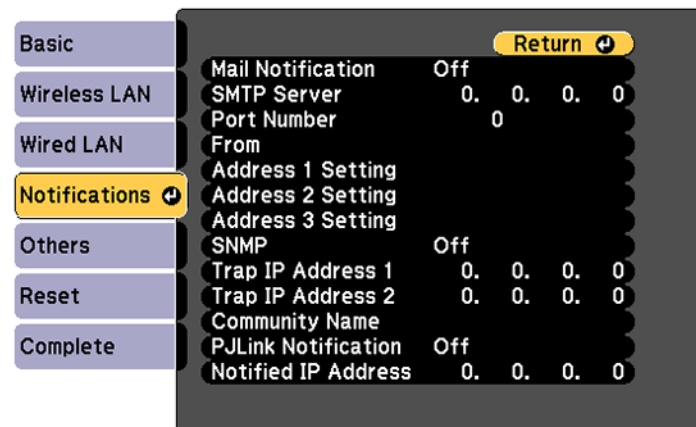 Basic
Wireless LAN
Wired LAN
Notifications
Others
Reset
Complete
Return
Mail Notification Off
SMTP Server 0. 0. 0. 0
Port Number 0
From
Address 1 Setting
Address 2 Setting
Address 3 Setting
SNMP Off
Trap IP Address 1 0. 0. 0. 0
Trap IP Address 2 0. 0. 0. 0
Community Name
PJLink Notification Off
Notified IP Address 0. 0. 0. 0